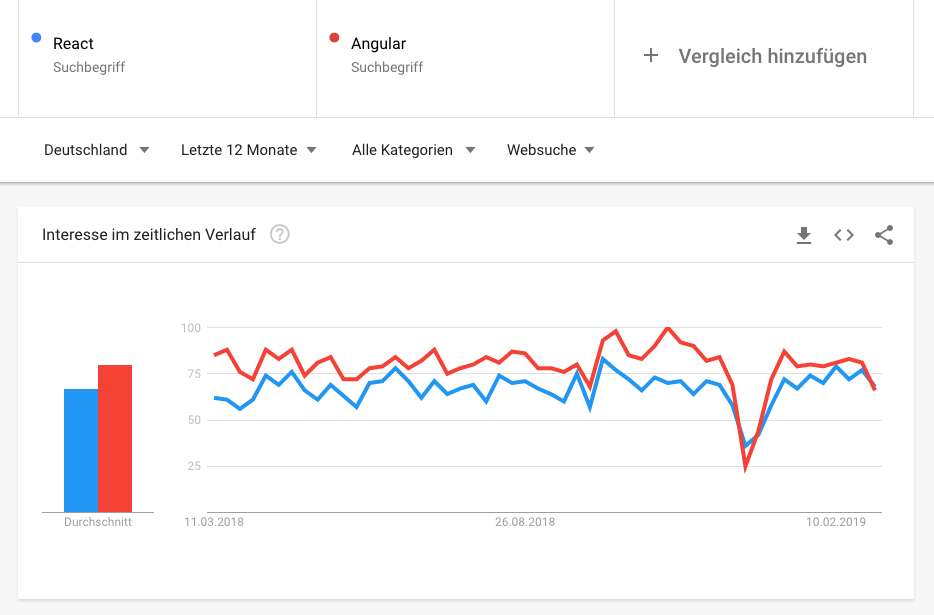 React
Suchbegriff
Angular
Suchbegriff
+ Vergleich hinzufügen
Deutschland
Letzte 12 Monate
Alle Kategorien
Websuche
Interesse im zeitlichen Verlauf ?
100
75
50
25
Durchschnitt
11.03.2018
26.08.2018
10.02.2019